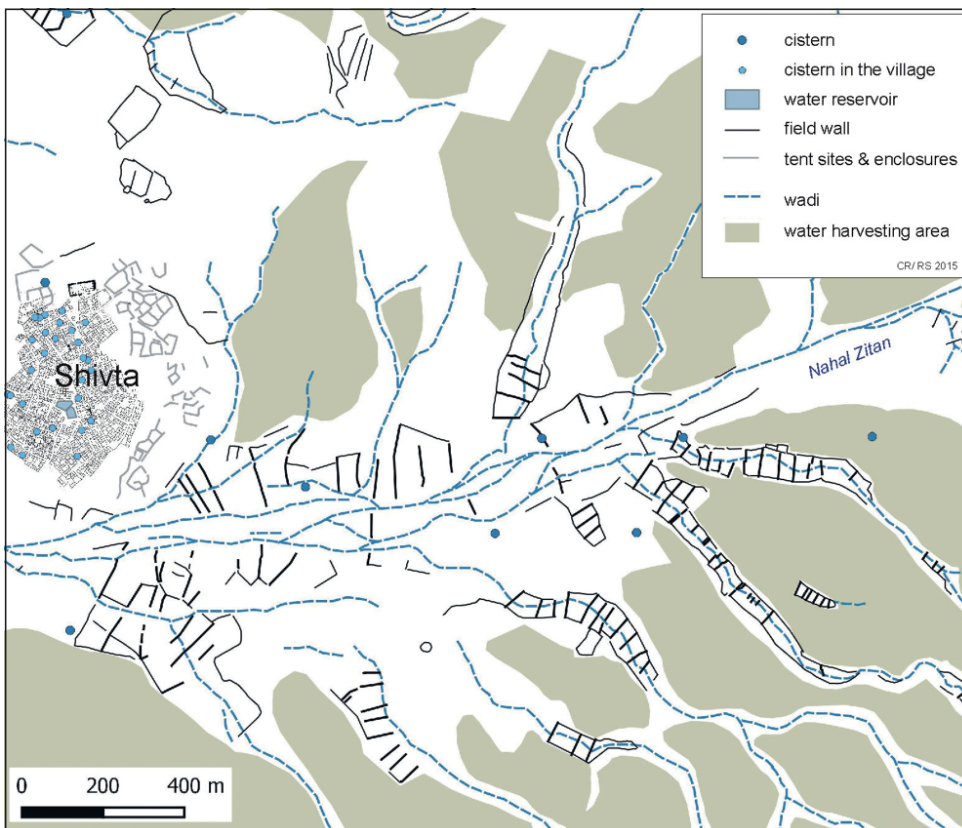 cistern
cistern in the village
water reservoir
field wall
tent sites & enclosures
wadi
water harvesting area
CR/ RS 2015
Nahal Zitan
Shivta
0 200 400 m